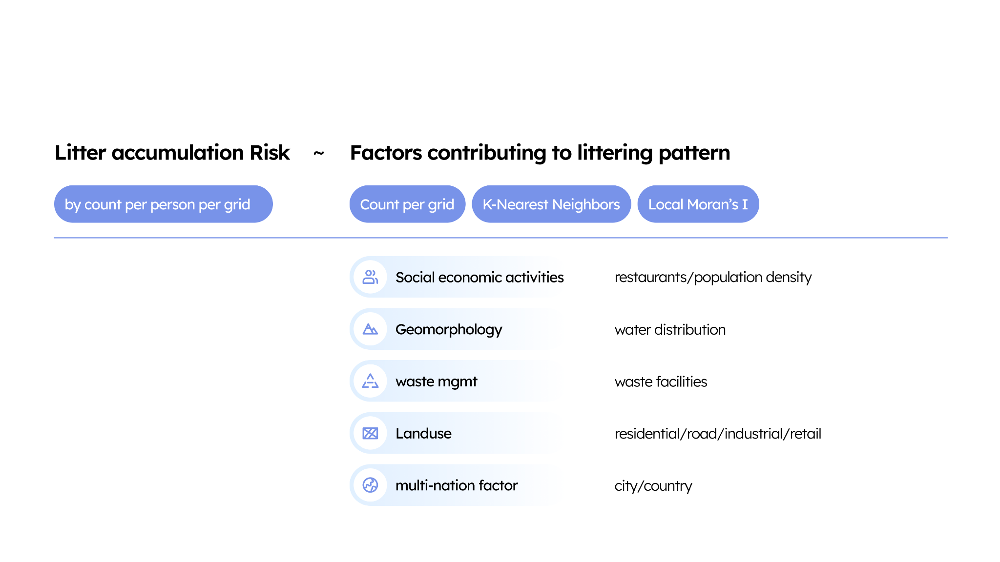 Litter accumulation Risk ~ Factors contributing to littering pattern
by count per person per grid Count per grid K-Nearest Neighbors Local Moran’s I
Social economic activities restaurants/population density
Geomorphology water distribution
waste mgmt waste facilities
Landuse residential/road/industrial/retail
multi-nation factor city/country